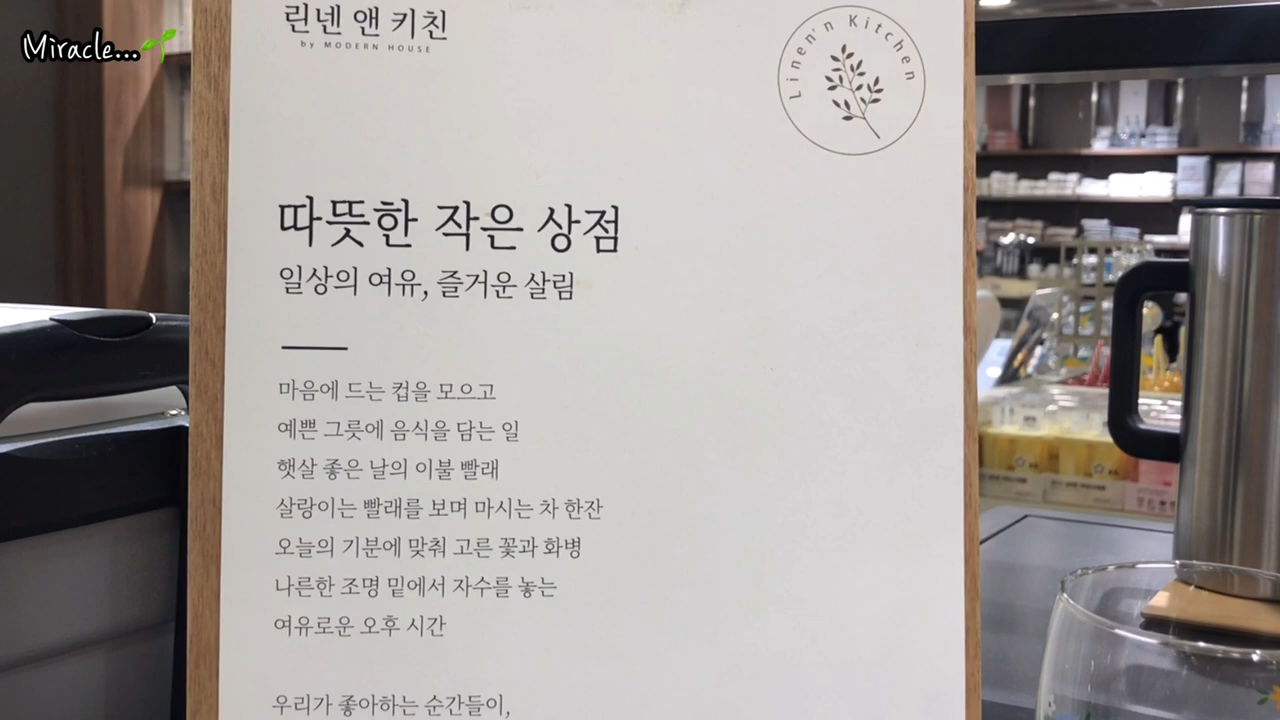 Miracle...
린넨 앤 키친
by MODERN HOUSE
Linen'n Kitchen
따뜻한 작은 상점
일상의 여유, 즐거운 살림
마음에 드는 컵을 모으고
예쁜 그릇에 음식을 담는 일
햇살 좋은 날의 이불 빨래
살랑이는 빨래를 보며 마시는 차 한잔
오늘의 기분에 맞춰 고른 꽃과 화병
나른한 조명 밑에서 자수를 놓는
여유로운 오후 시간
우리가 좋아하는 순간들이,